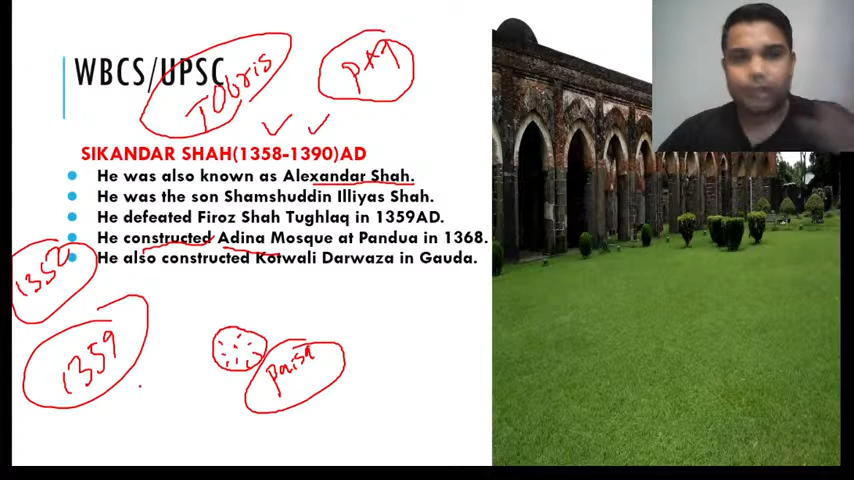 WBCS/UPSC
SIKANDAR SHAH(1358-1390)AD
He was also known as Alexandar Shah.
He was the son Shamshuddin Illiyas Shah.
He defeated Firoz Shah Tughlaq in 1359AD.
He constructed Adina Mosque at Pandua in 1368.
He also constructed Kotwali Darwaza in Gauda.
1359